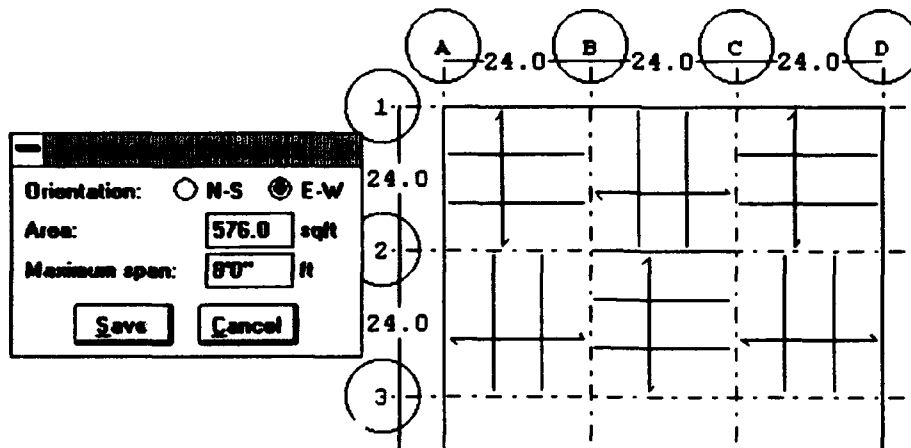 A B C D
24.0 24.0 24.0
1
Orientation: N-S E-W
24.0
Area: 576.0 sqft
2
Maximum span: 8'0" ft
Save Cancel
24.0
3